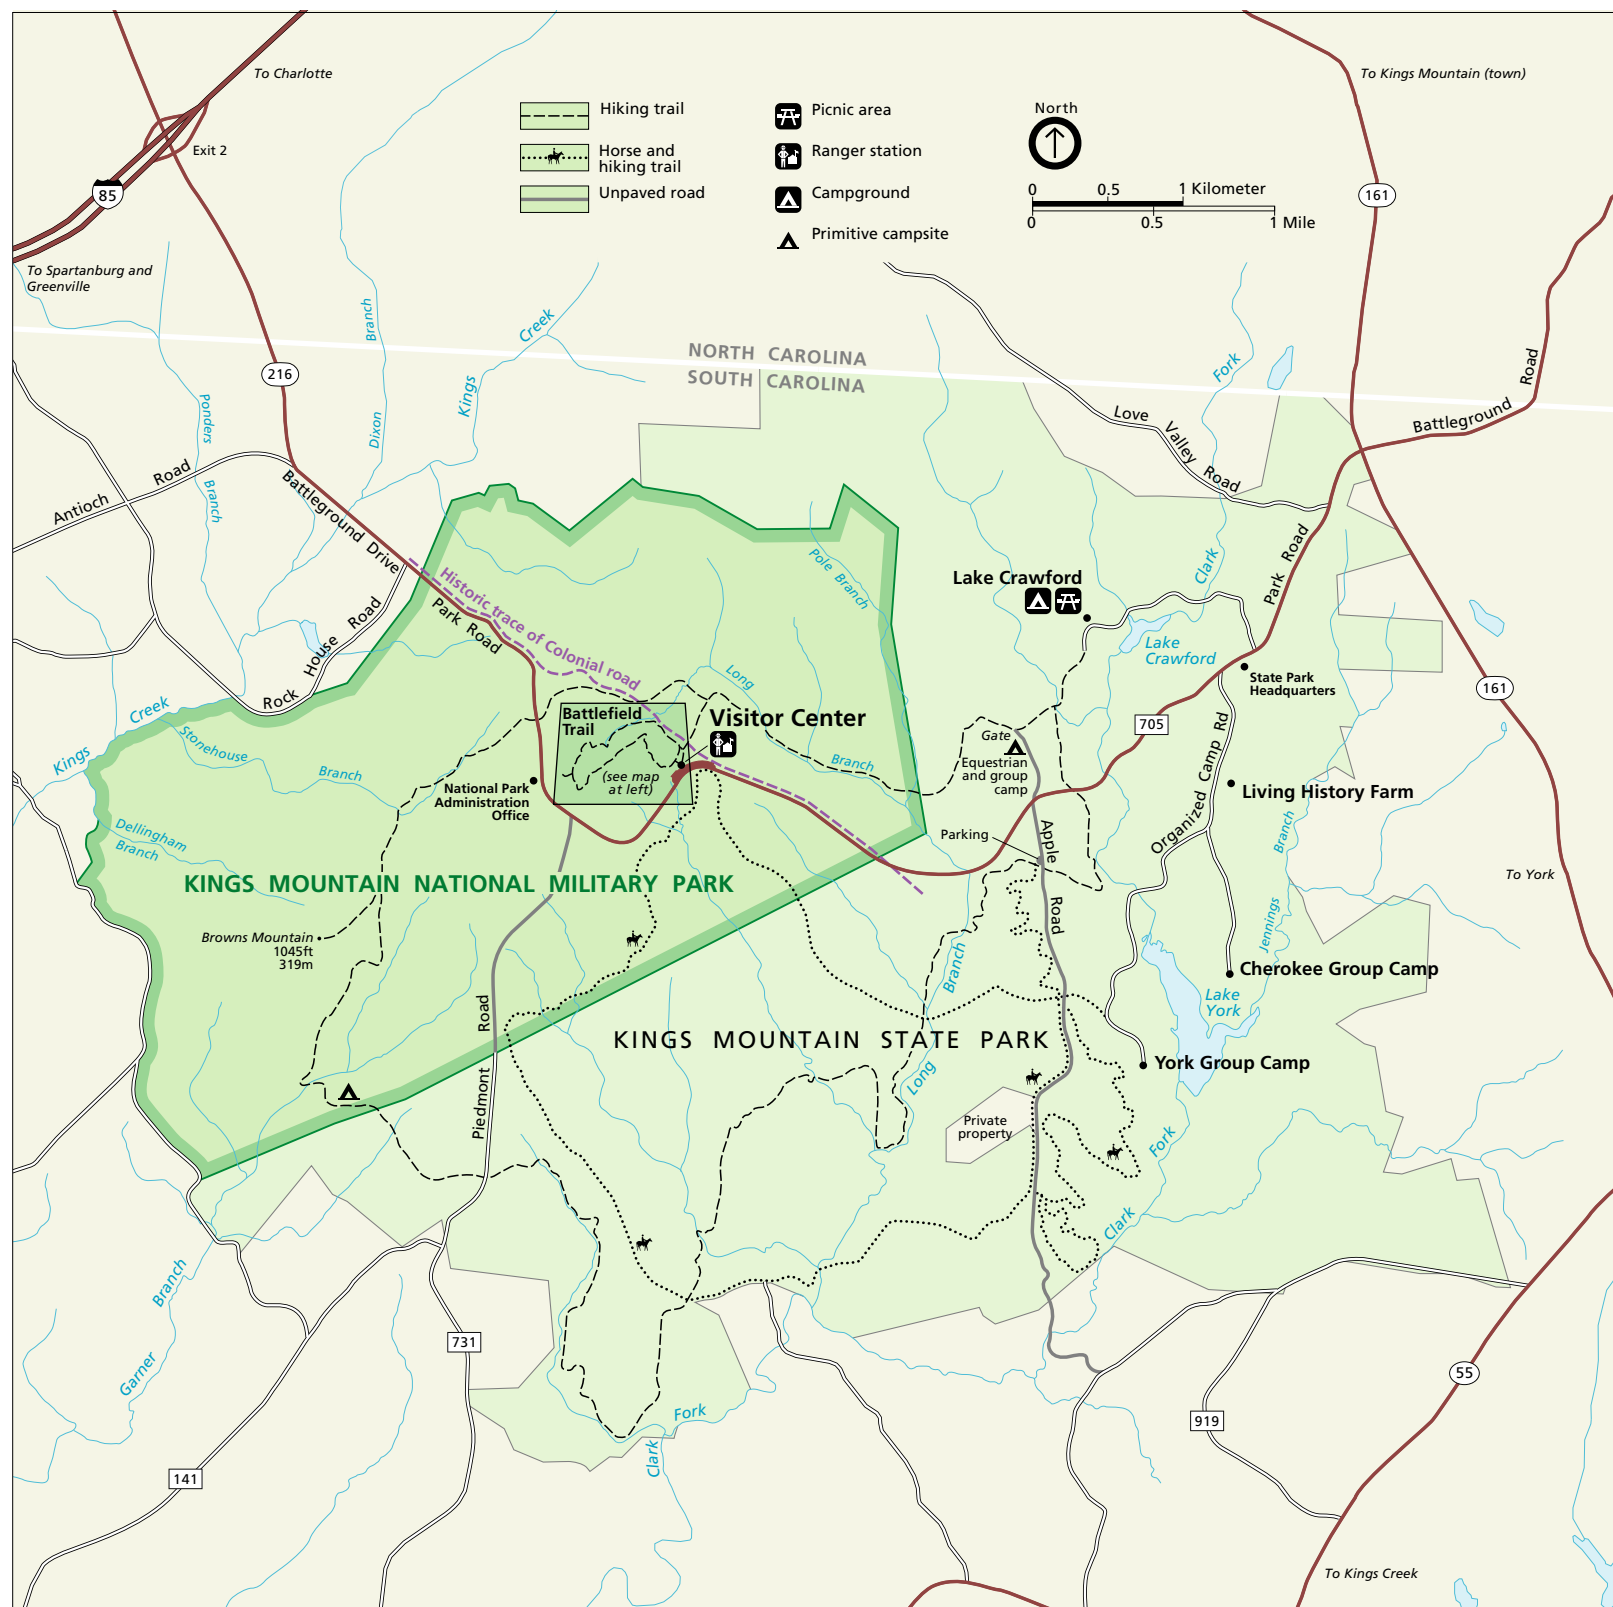 To Charlotte
To Kings Mountain (town)
Hiking trail
Horse and
hiking trail
Unpaved road
Picnic area
Ranger station
Campground
Primitive campsite
North
0 0.5 1 Kilometer
0 0.5 1 Mile
Exit 2
85
161
To Spartanburg and
Greenville
216
Dixon Branch
Kings Creek
NORTH CAROLINA
SOUTH CAROLINA
Clark Fork
Love Valley Road
Battleground Road
Ponders Branch
Antioch Road
Battleground Drive
Park Road
Historic trace of Colonial road
Pole Branch
Lake Crawford
Lake
Crawford
Park Road
State Park
Headquarters
161
705
Rock House Road
Kings Creek
Stonehouse Branch
Battlefield
Trail
(see map
at left)
Visitor Center
Long Branch
National Park
Administration
Office
Gate
Equestrian
and group
camp
Parking
Apple Road
Organized Camp Rd
Living History Farm
Dellingham
Branch
KINGS MOUNTAIN NATIONAL MILITARY PARK
To York
Browns Mountain
1045ft
319m
Jennings Branch
Cherokee Group Camp
Lake
York
Long Branch
KINGS MOUNTAIN STATE PARK
York Group Camp
Piedmont Road
Private
property
Clark Fork
Garner Branch
731
55
919
Clark Fork
141
To Kings Creek